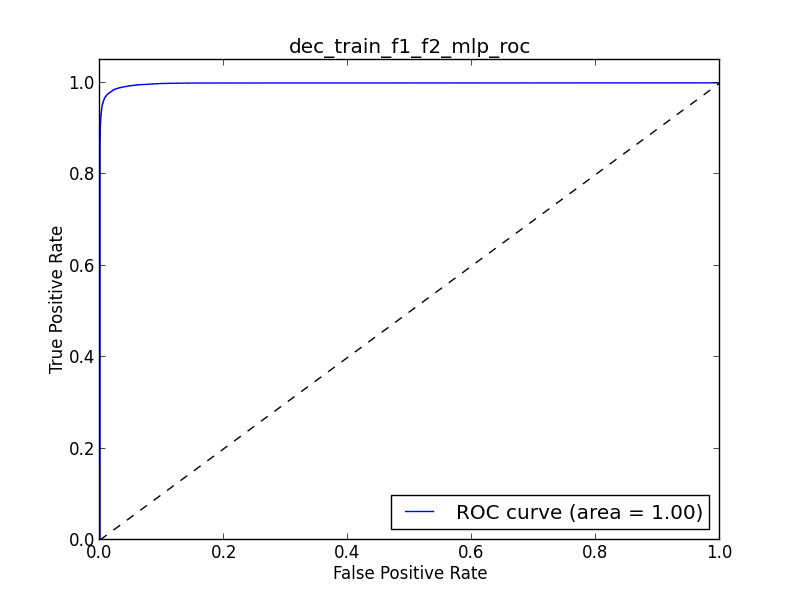 dec_train_f1_f2_mlp_roc
1.0
0.8
0.6
0.4
0.2
0.0
True Positive Rate
ROC curve (area = 1.00)
0.0 0.2 0.4 0.6 0.8 1.0
False Positive Rate